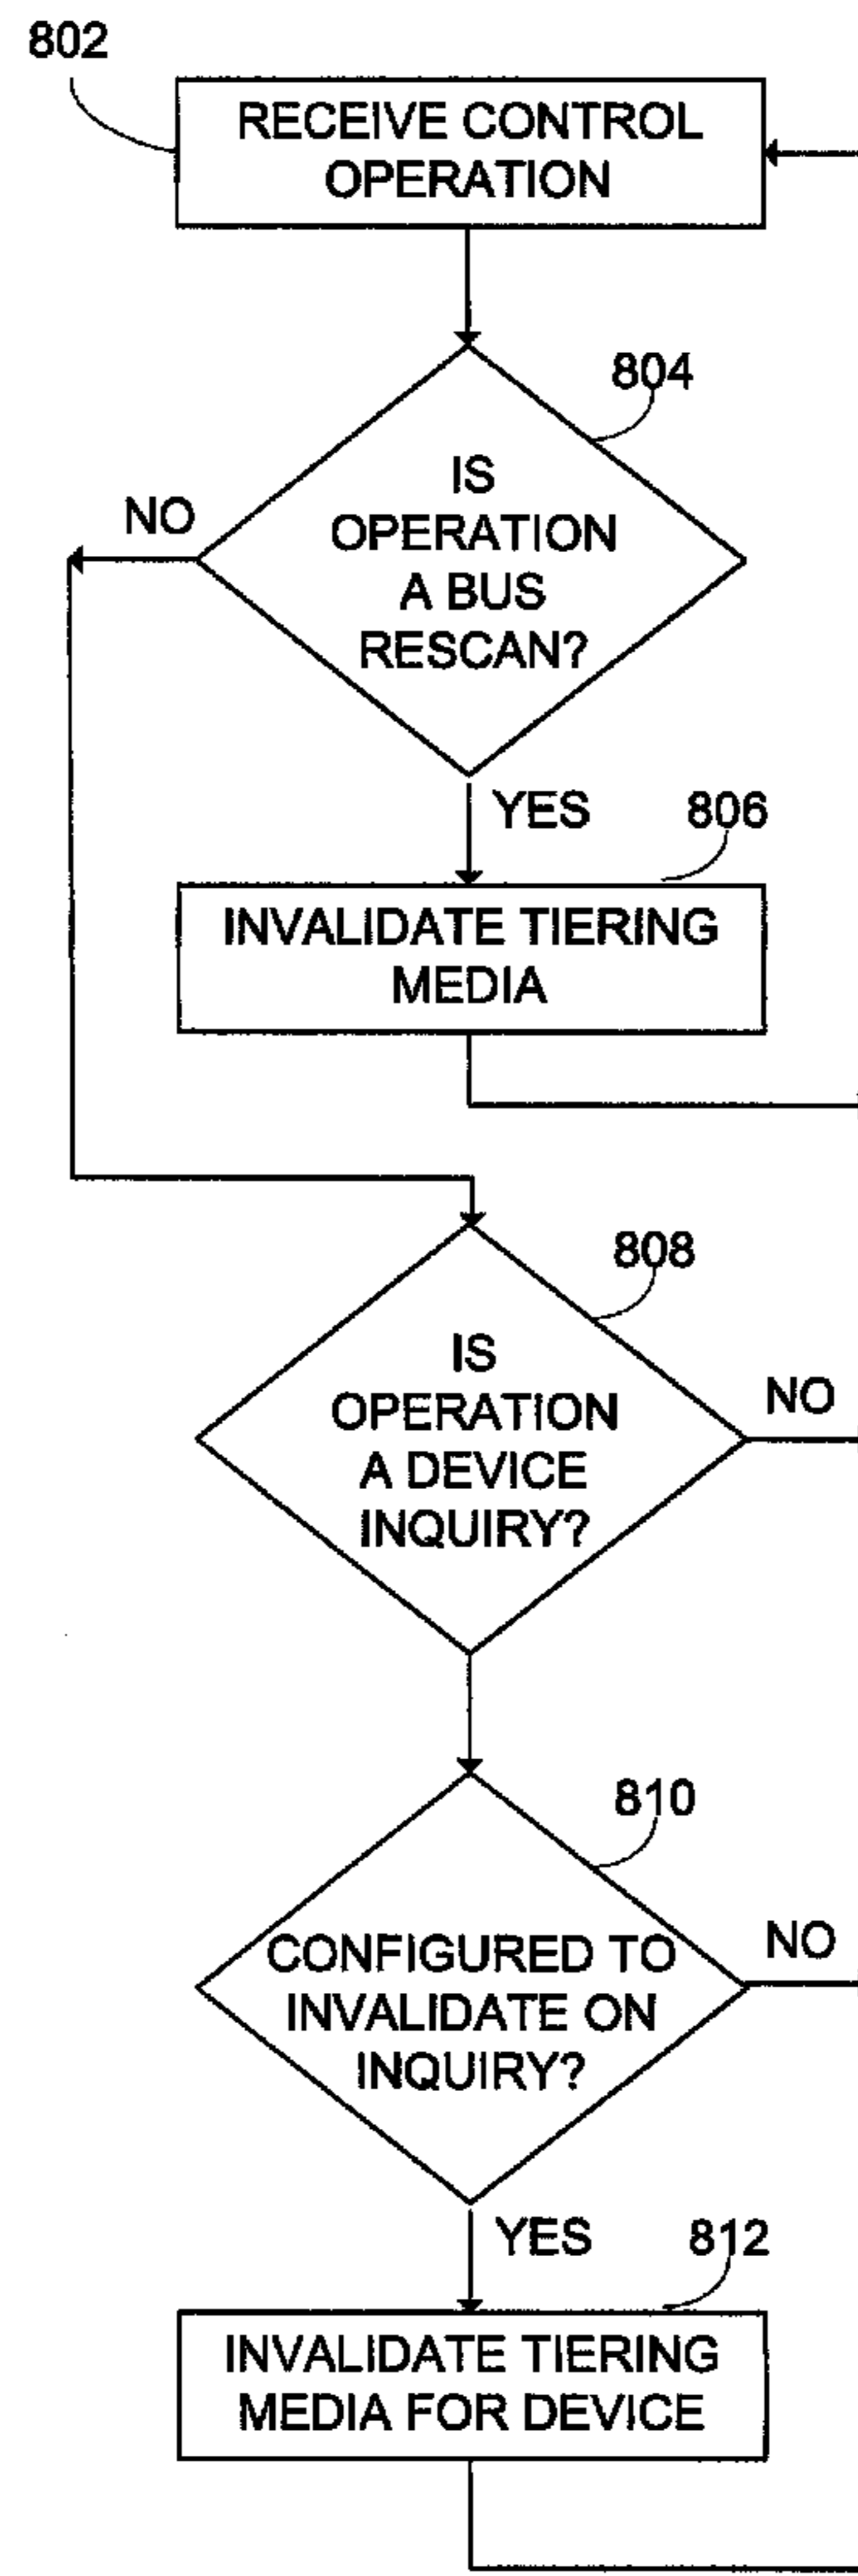 802
RECEIVE CONTROL
OPERATION
804
IS
OPERATION
A BUS
RESCAN?
NO
YES
806
INVALIDATE TIERING
MEDIA
808
IS
OPERATION
A DEVICE
INQUIRY?
NO
810
CONFIGURED TO
INVALIDATE ON
INQUIRY?
NO
YES
812
INVALIDATE TIERING
MEDIA FOR DEVICE